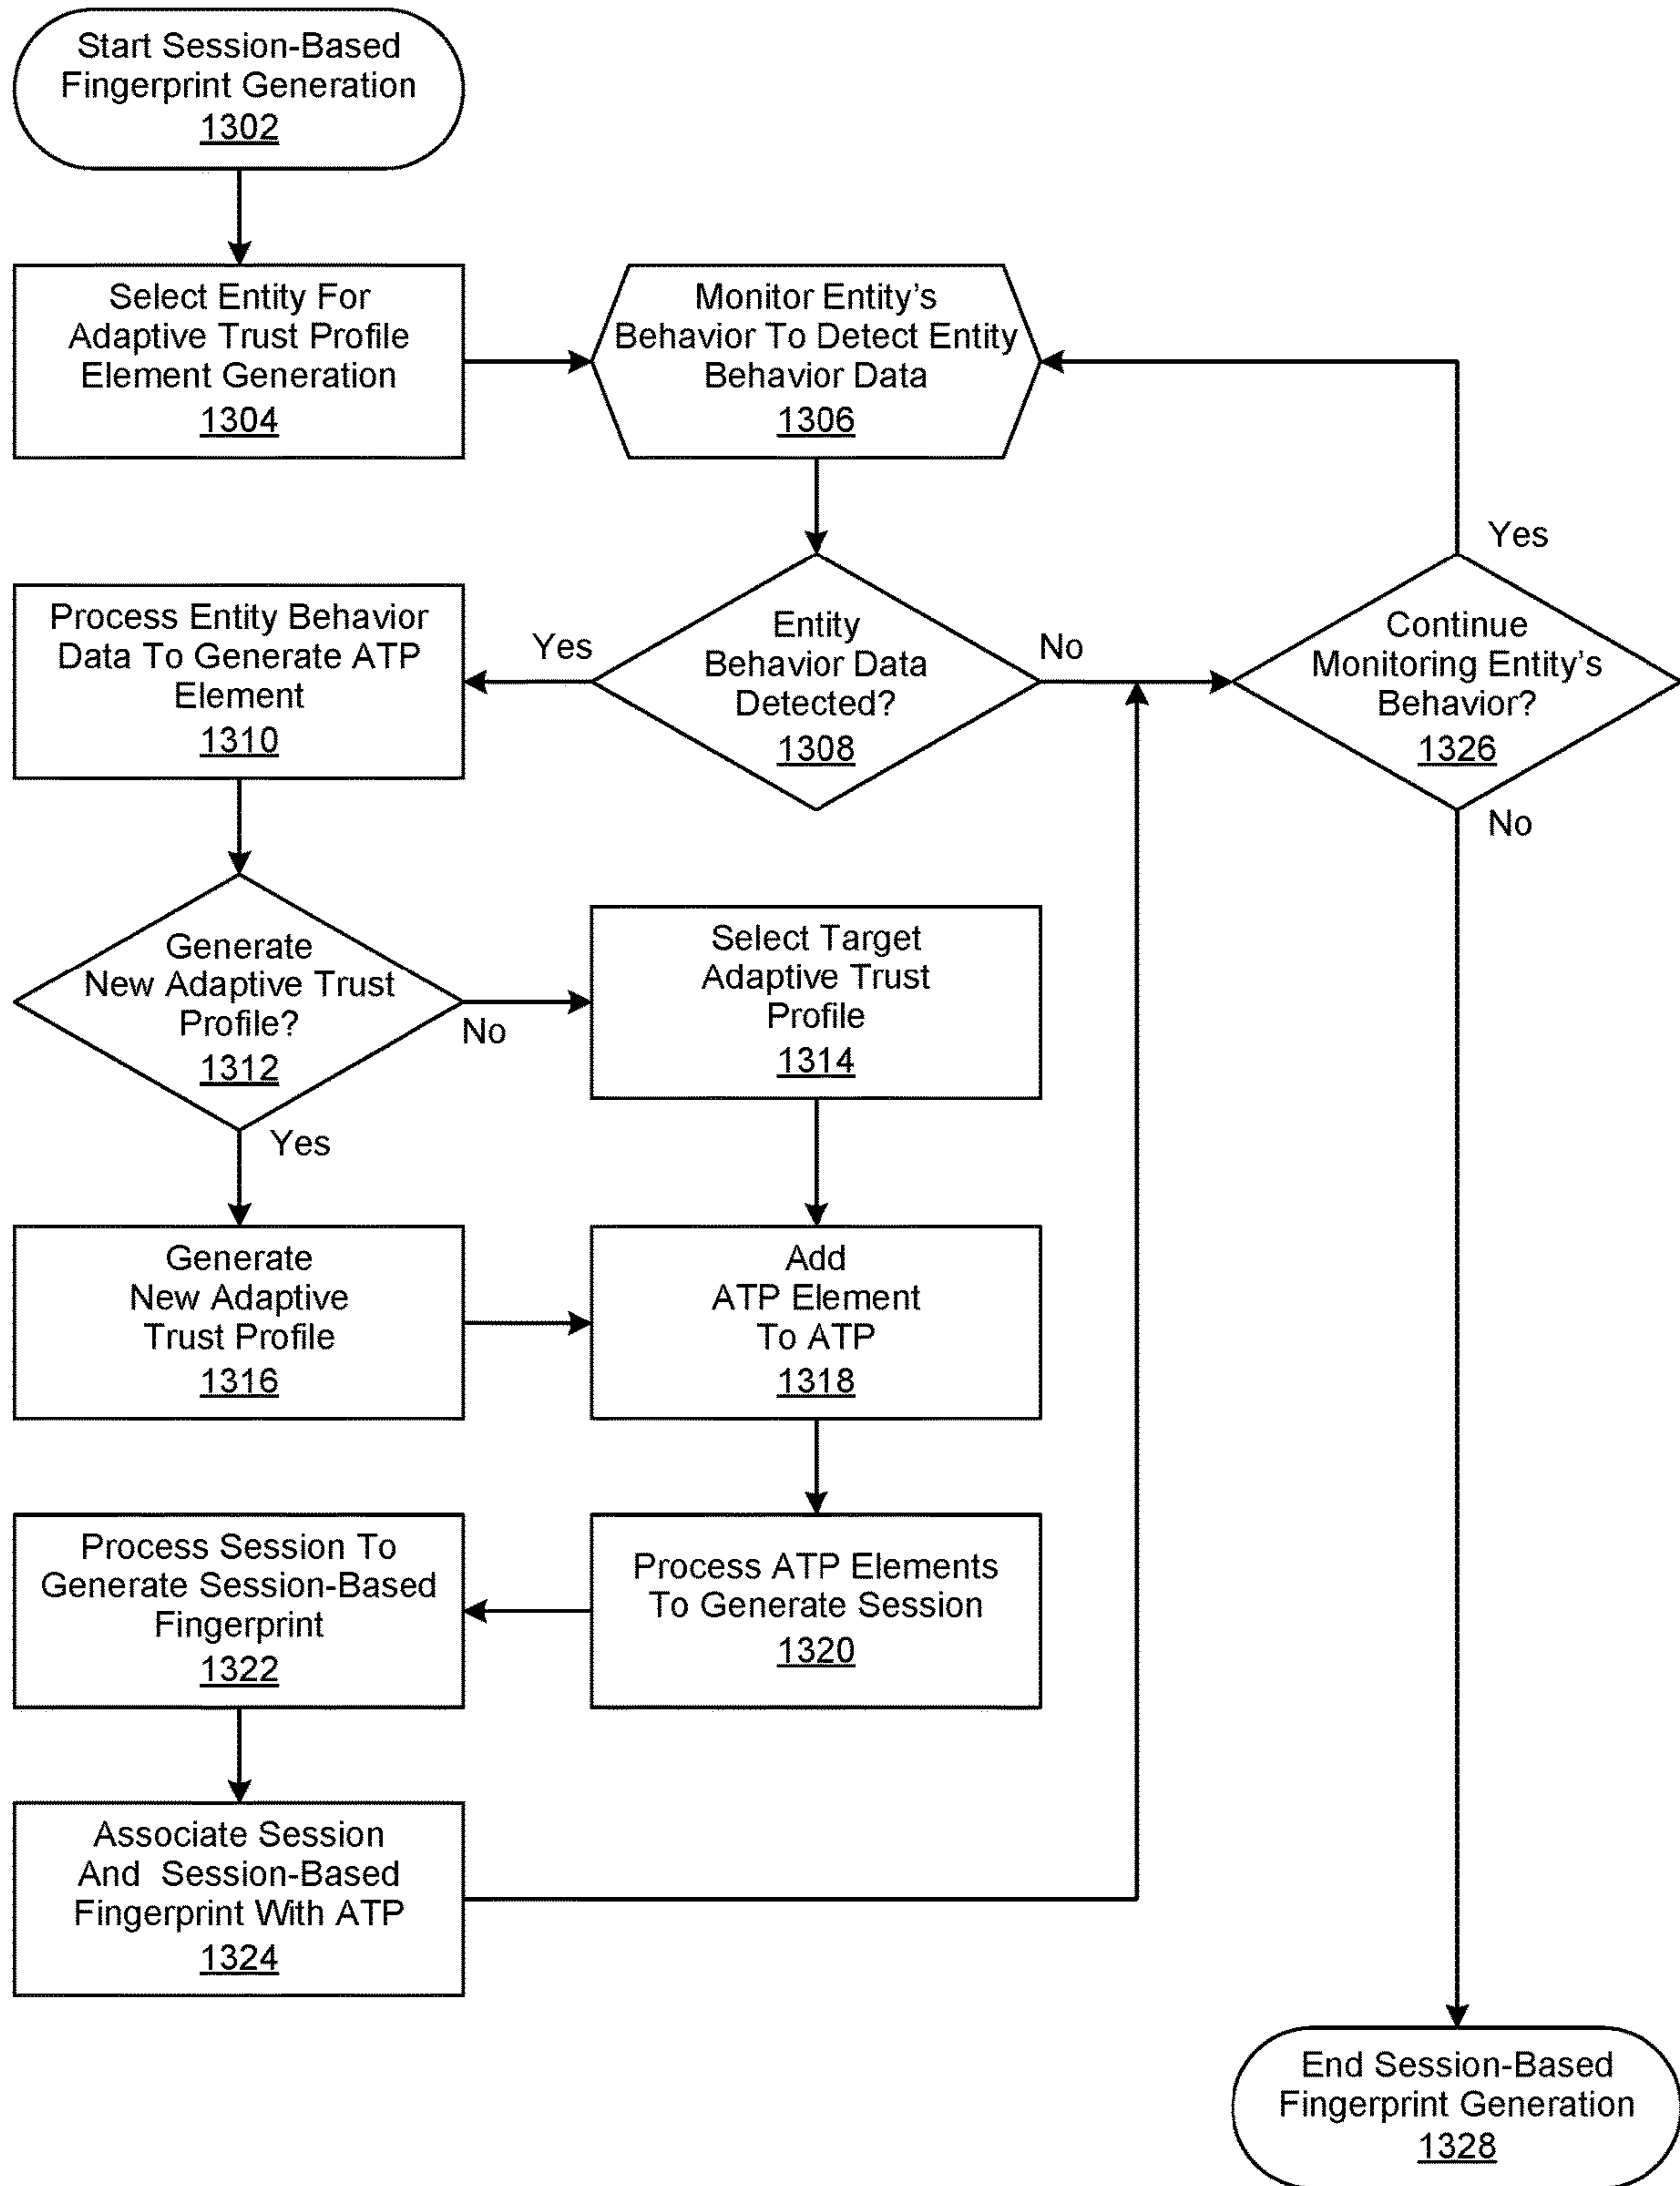 Start Session-Based
Fingerprint Generation
1302
Select Entity For
Adaptive Trust Profile
Element Generation
1304
Monitor Entity's
Behavior To Detect Entity
Behavior Data
1306
Yes
Process Entity Behavior
Data To Generate ATP
Element
1310
Yes
Entity
Behavior Data
Detected?
1308
No
Continue
Monitoring Entity's
Behavior?
1326
No
Generate
New Adaptive Trust
Profile?
1312
No
Yes
Select Target
Adaptive Trust
Profile
1314
Generate
New Adaptive
Trust Profile
1316
Add
ATP Element
To ATP
1318
Process Session To
Generate Session-Based
Fingerprint
1322
Process ATP Elements
To Generate Session
1320
Associate Session
And Session-Based
Fingerprint With ATP
1324
End Session-Based
Fingerprint Generation
1328